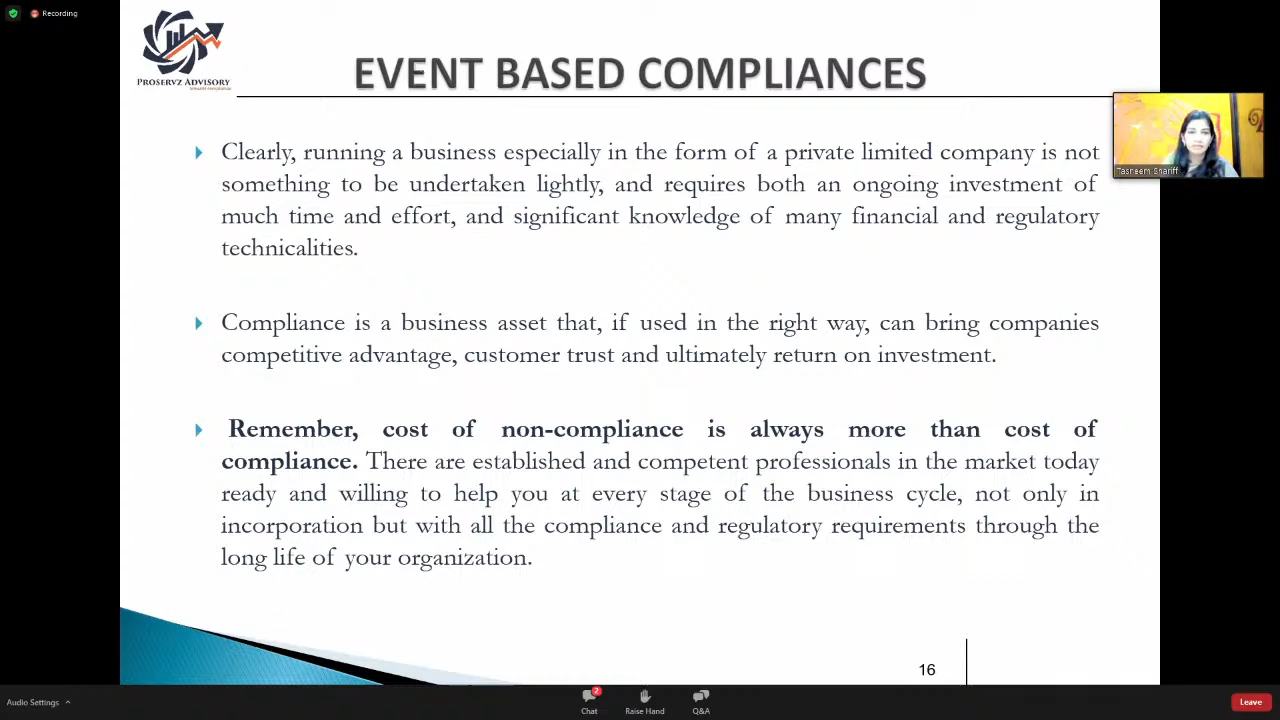 Recording
PROSERVZ ADVISORY
EVENT BASED COMPLIANCES
Clearly, running a business especially in the form of a private limited company is not
something to be undertaken lightly, and requires both an ongoing investment of
much time and effort, and significant knowledge of many financial and regulatory
technicalities.
Tasneem Shariff
Compliance is a business asset that, if used in the right way, can bring companies
competitive advantage, customer trust and ultimately return on investment.
Remember, cost of non-compliance is always more than cost of
compliance. There are established and competent professionals in the market today
ready and willing to help you at every stage of the business cycle, not only in
incorporation but with all the compliance and regulatory requirements through the
long life of your organization.
16
Audio Settings
2
Chat
Raise Hand
Q&A
Leave